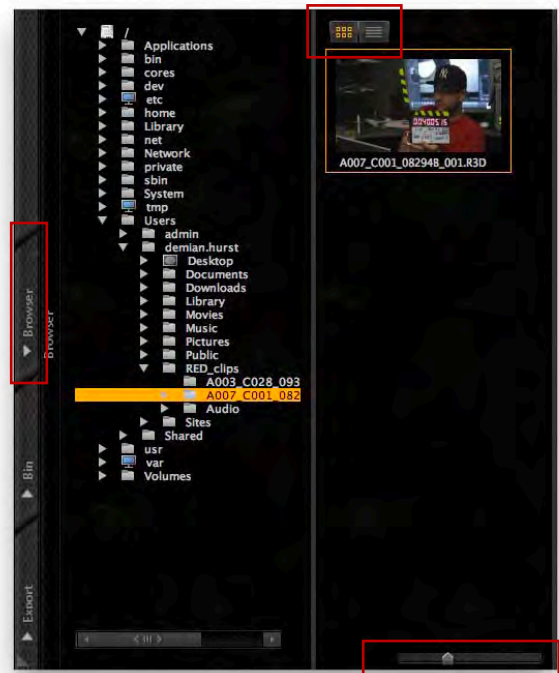 /
Applications
bin
cores
dev
etc
home
Library
net
Network
private
sbin
System
tmp
Users
admin
demian.hurst
Desktop
Documents
Downloads
Library
Movies
Music
Pictures
Public
RED_clips
A003_C028_093
A007_C001_082
Audio
Sites
Shared
usr
var
Volumes
A007_C001_08294B_001.R3D
Browser
Browser
Bin
Export